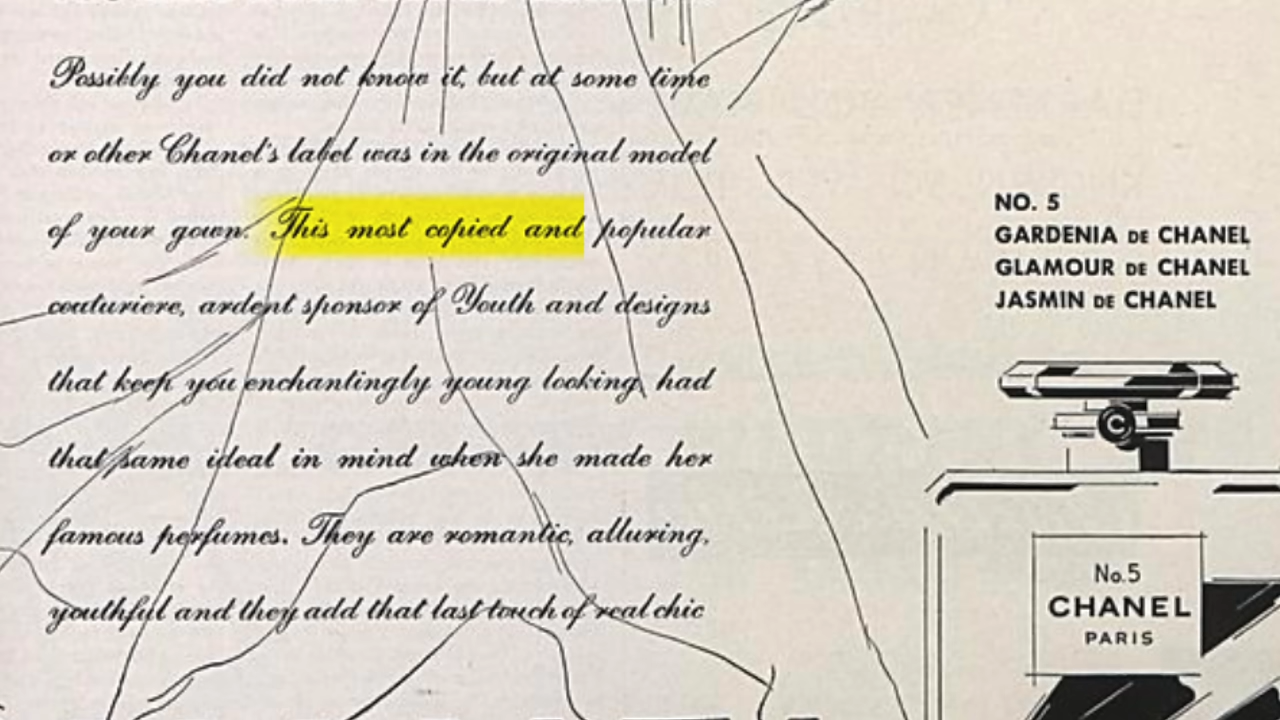 Possibly you did not know it, but at some time
or other Chanel's label was in the original model
of your gown. This most copied and popular
couturiere, ardent sponsor of Youth and designs
that keep you enchantingly young looking, had
that same ideal in mind when she made her
famous perfumes. They are romantic, alluring,
youthful and they add that last touch of real chic
NO. 5
GARDENIA DE CHANEL
GLAMOUR DE CHANEL
JASMIN DE CHANEL
C
No.5
CHANEL
PARIS